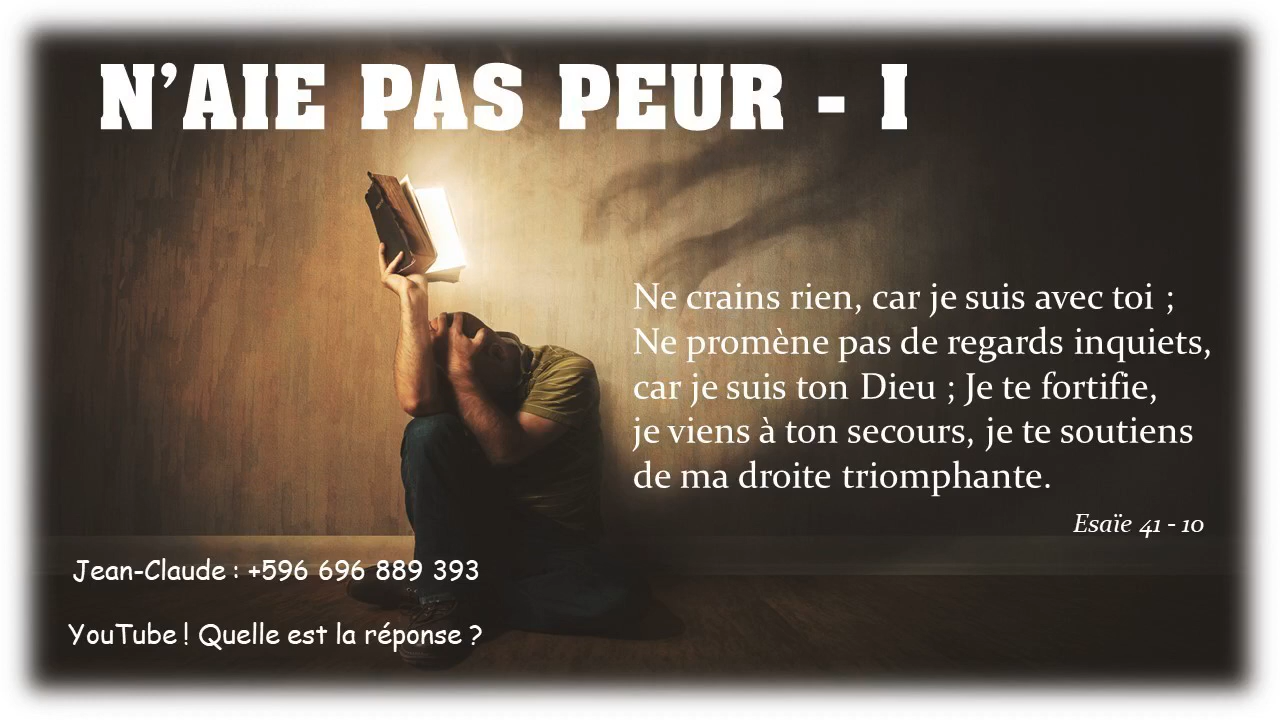 N’AIE PAS PEUR - I
Ne crains rien, car je suis avec toi ;
Ne promène pas de regards inquiets,
car je suis ton Dieu ; Je te fortifie,
je viens à ton secours, je te soutiens
de ma droite triomphante.
Esaïe 41 - 10
Jean-Claude : +596 696 889 393
YouTube ! Quelle est la réponse ?